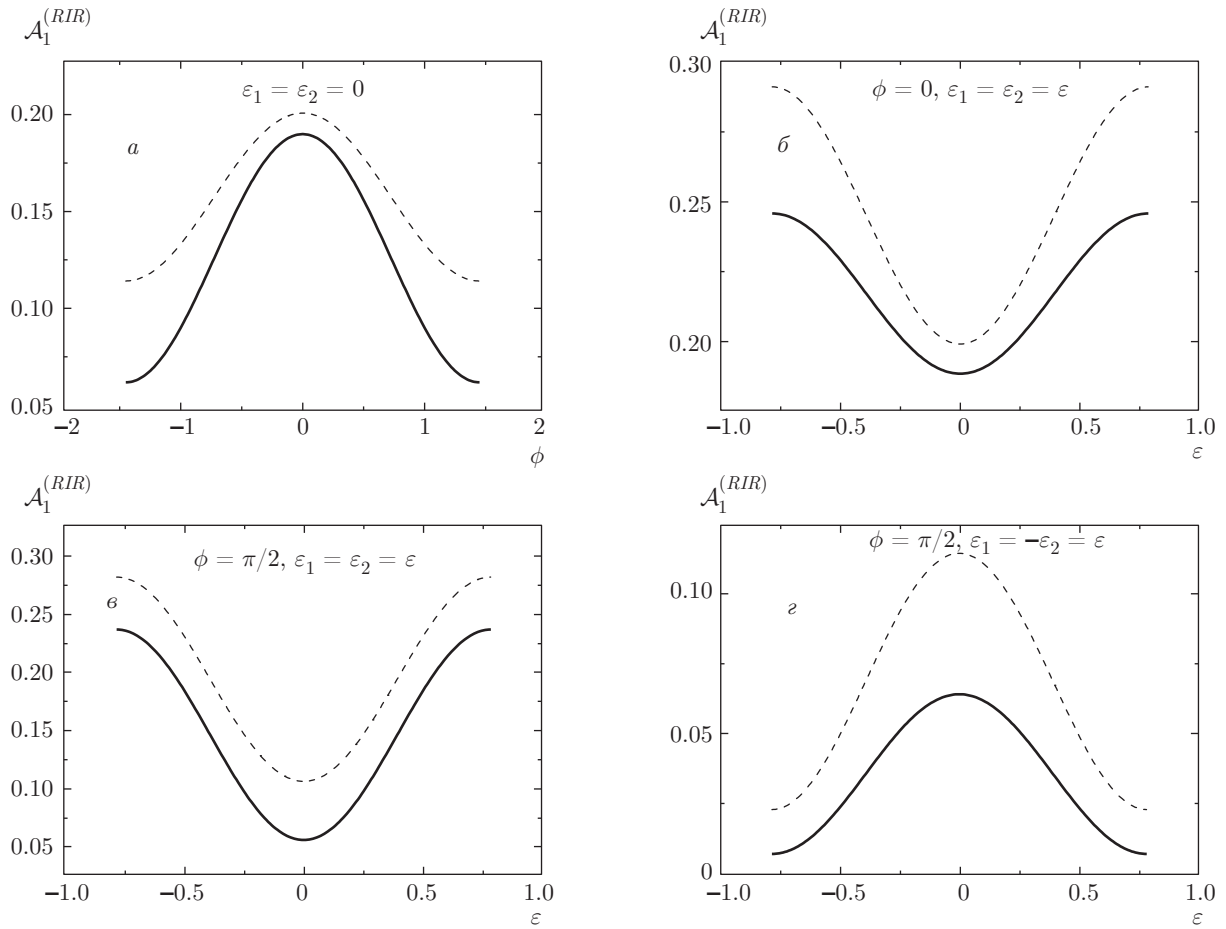 𝒜₁^(RIR)
ε₁ = ε₂ = 0
а
0.20
0.15
0.10
0.05
−2 −1 0 1 2
ϕ
𝒜₁^(RIR)
ϕ = 0, ε₁ = ε₂ = ε
б
0.30
0.25
0.20
−1.0 −0.5 0 0.5 1.0
ε
𝒜₁^(RIR)
ϕ = π/2, ε₁ = ε₂ = ε
в
0.30
0.25
0.20
0.15
0.10
0.05
−1.0 −0.5 0 0.5 1.0
ε
𝒜₁^(RIR)
ϕ = π/2, ε₁ = −ε₂ = ε
г
0.10
0.05
0
−1.0 −0.5 0 0.5 1.0
ε